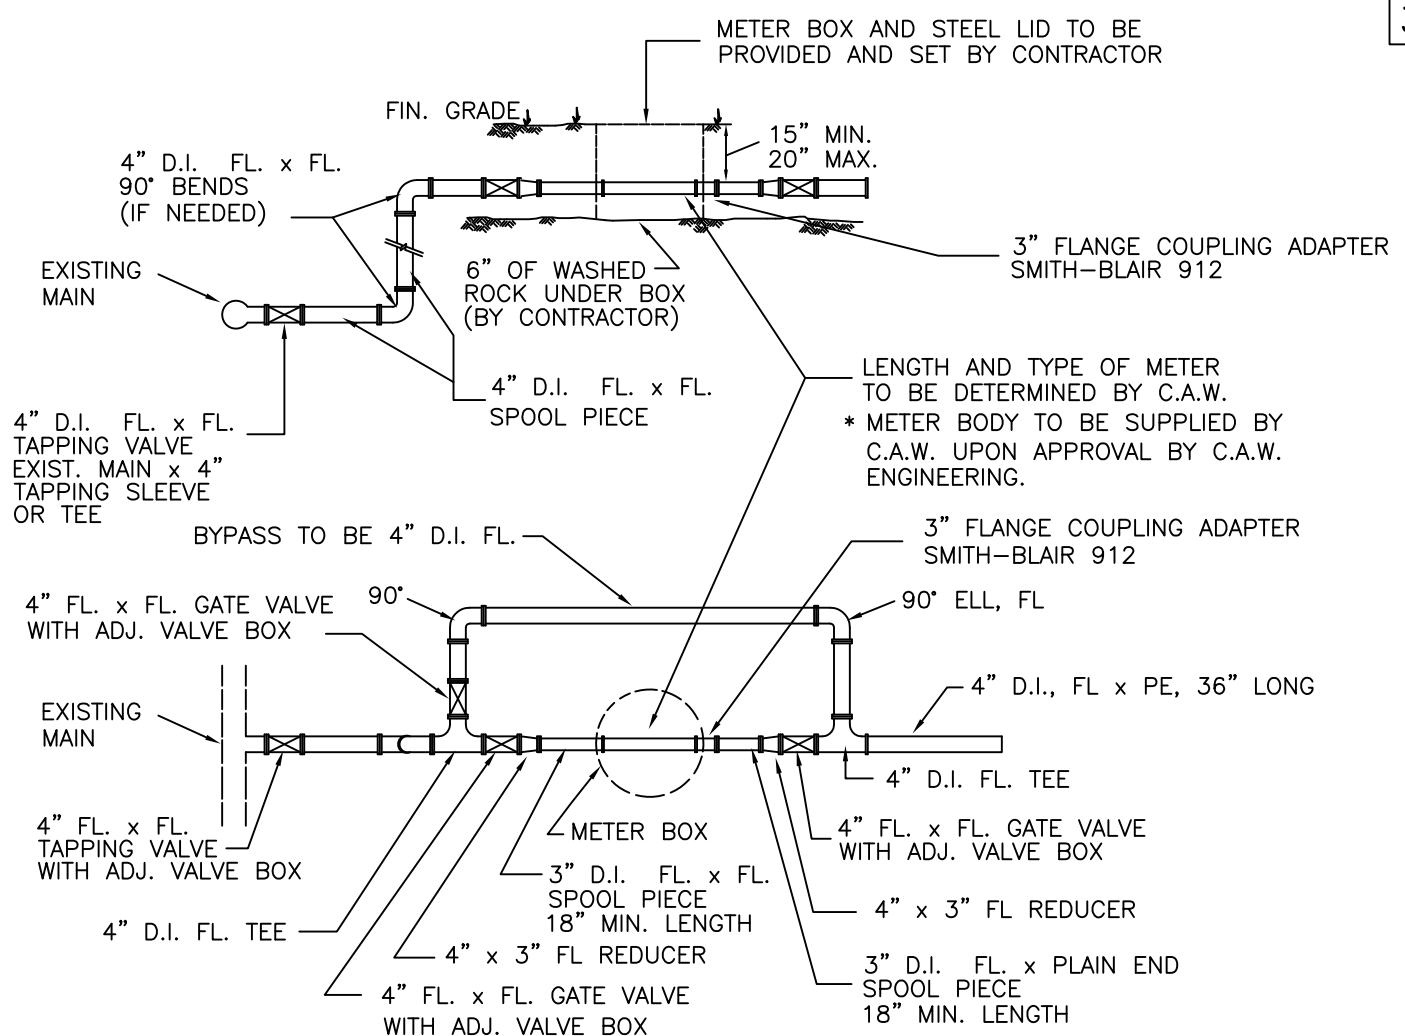 METER BOX AND STEEL LID TO BE
PROVIDED AND SET BY CONTRACTOR
FIN. GRADE
15" MIN.
20" MAX.
4" D.I. FL. x FL.
90° BENDS
(IF NEEDED)
3" FLANGE COUPLING ADAPTER
SMITH-BLAIR 912
EXISTING
MAIN
6" OF WASHED
ROCK UNDER BOX
(BY CONTRACTOR)
LENGTH AND TYPE OF METER
TO BE DETERMINED BY C.A.W.
* METER BODY TO BE SUPPLIED BY
C.A.W. UPON APPROVAL BY C.A.W.
ENGINEERING.
4" D.I. FL. x FL.
SPOOL PIECE
4" D.I. FL. x FL.
TAPPING VALVE
EXIST. MAIN x 4"
TAPPING SLEEVE
OR TEE
BYPASS TO BE 4" D.I. FL.
3" FLANGE COUPLING ADAPTER
SMITH-BLAIR 912
4" FL. x FL. GATE VALVE
WITH ADJ. VALVE BOX
90°
90° ELL, FL
4" D.I., FL x PE, 36" LONG
EXISTING
MAIN
4" D.I. FL. TEE
4" FL. x FL.
TAPPING VALVE
WITH ADJ. VALVE BOX
METER BOX
4" FL. x FL. GATE VALVE
WITH ADJ. VALVE BOX
3" D.I. FL. x FL.
SPOOL PIECE
18" MIN. LENGTH
4" x 3" FL REDUCER
4" D.I. FL. TEE
4" x 3" FL REDUCER
3" D.I. FL. x PLAIN END
SPOOL PIECE
18" MIN. LENGTH
4" FL. x FL. GATE VALVE
WITH ADJ. VALVE BOX